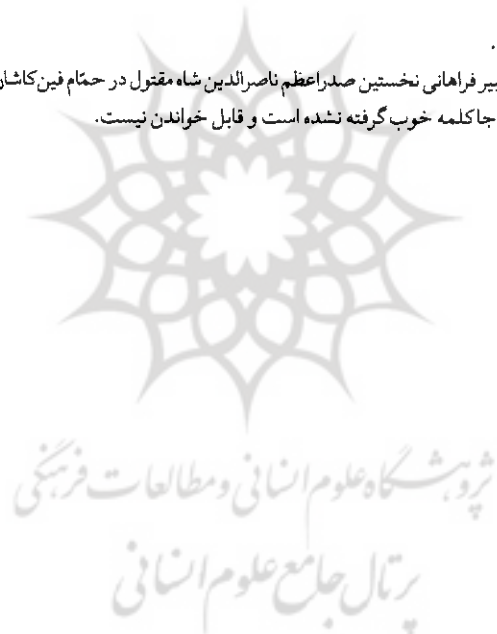 .
بیر فراهانی نخستین صدراعظم ناصرالدین شاه مقتول در حمّام فین کاشان
جا کلمه خوب گرفته نشده است و قابل خواندن نیست.
پژوهشگاه علوم انسانی و مطالعات فرهنگی
پرتال جامع علوم انسانی